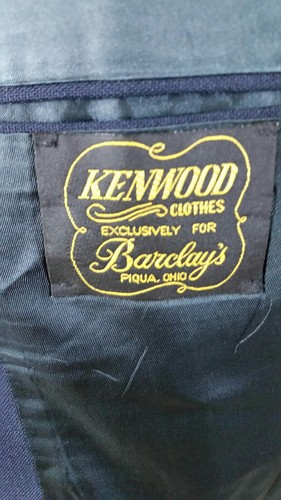 KENWOOD
CLOTHES
EXCLUSIVELY FOR
Barclay's
PIQUA, OHIO